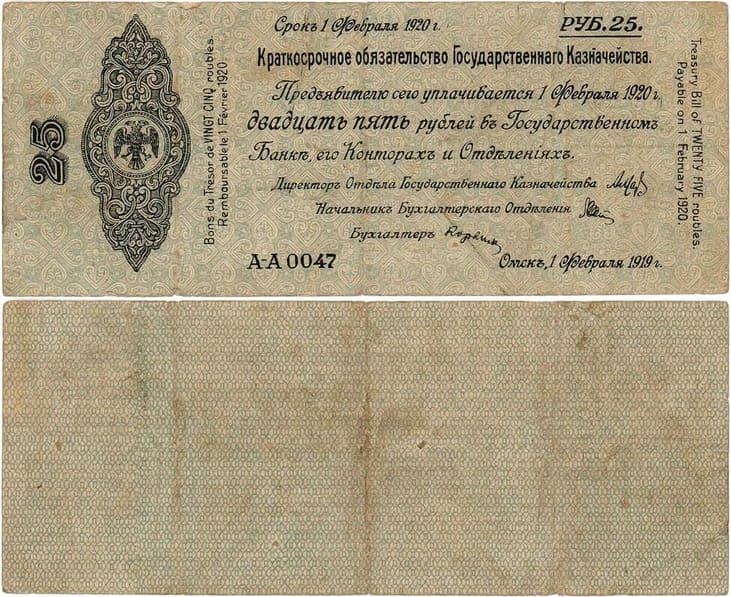 Срокъ 1 Февраля 1920 г.
РУБ. 25.
Краткосрочное обязательство Государственнаго Казначейства.
Предъявителю сего уплачивается 1 Февраля 1920 г.
двадцать пять рублей въ Государственномъ
Банкѣ, его Конторахъ и Отдѣленіяхъ.
Директоръ Отдѣла Государственнаго Казначейства
Начальникъ Бухгалтерскаго Отдѣленія
Бухгалтеръ
А-А 0047
Омскъ, 1 Февраля 1919 г.
25
Bons du Tresor de VINGT CINQ roubles.
Remboursable le 1 Février 1920.
Treasury Bill of TWENTY FIVE roubles.
Payable on 1 February 1920.